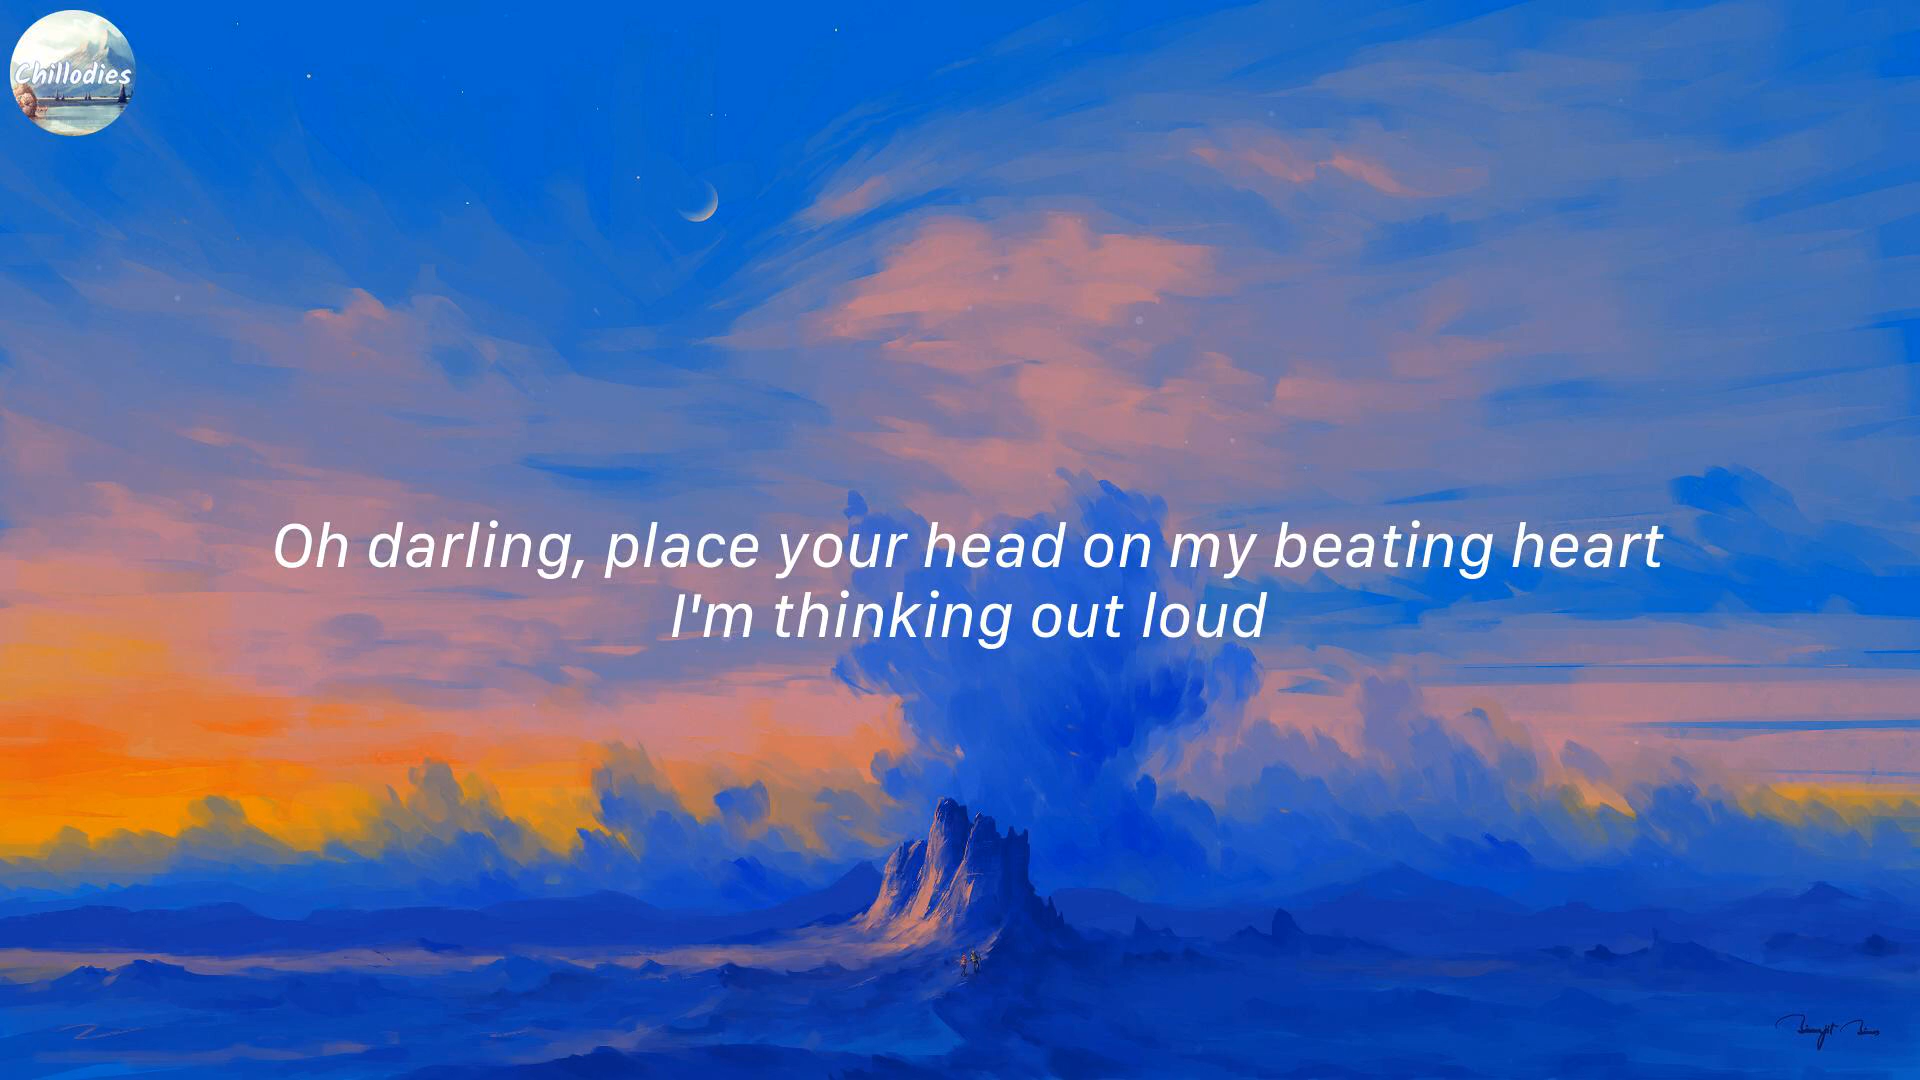 Chillodies
Oh darling, place your head on my beating heart
I'm thinking out loud